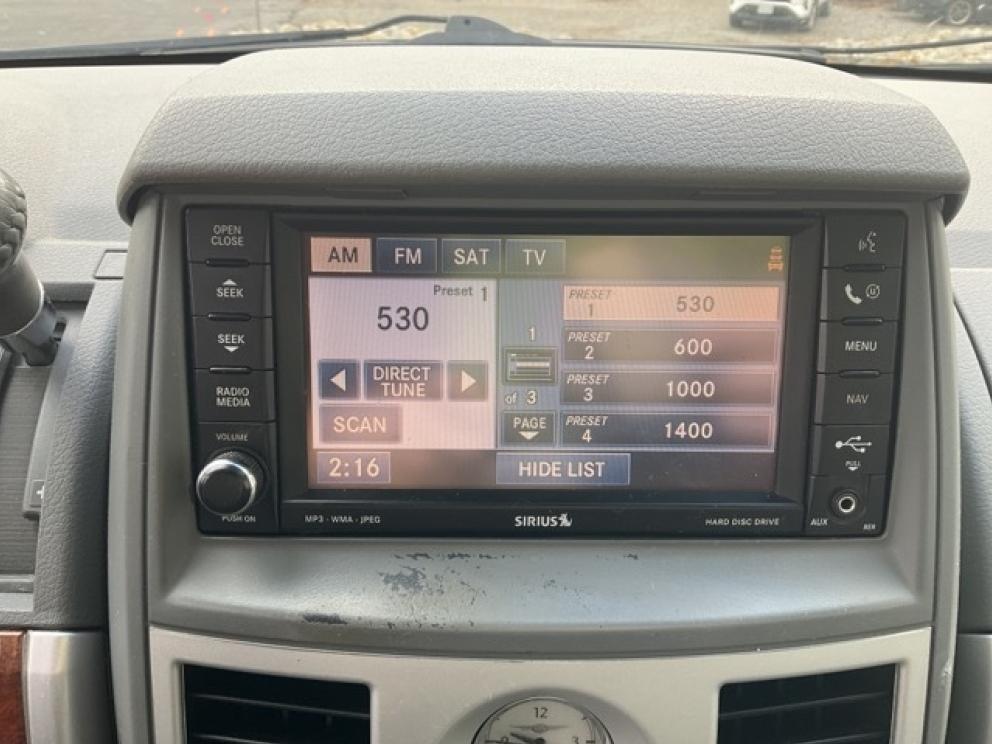 OPEN
CLOSE
SEEK
SEEK
RADIO
MEDIA
VOLUME
PUSH ON
AM FM SAT TV
Preset 1
530
DIRECT
TUNE
SCAN
2:16
1
of 3
PAGE
HIDE LIST
PRESET
1 530
PRESET
2 600
PRESET
3 1000
PRESET
4 1400
MENU
NAV
PULL
AUX
MP3 · WMA · JPEG
SIRIUS
HARD DISC DRIVE
12
3